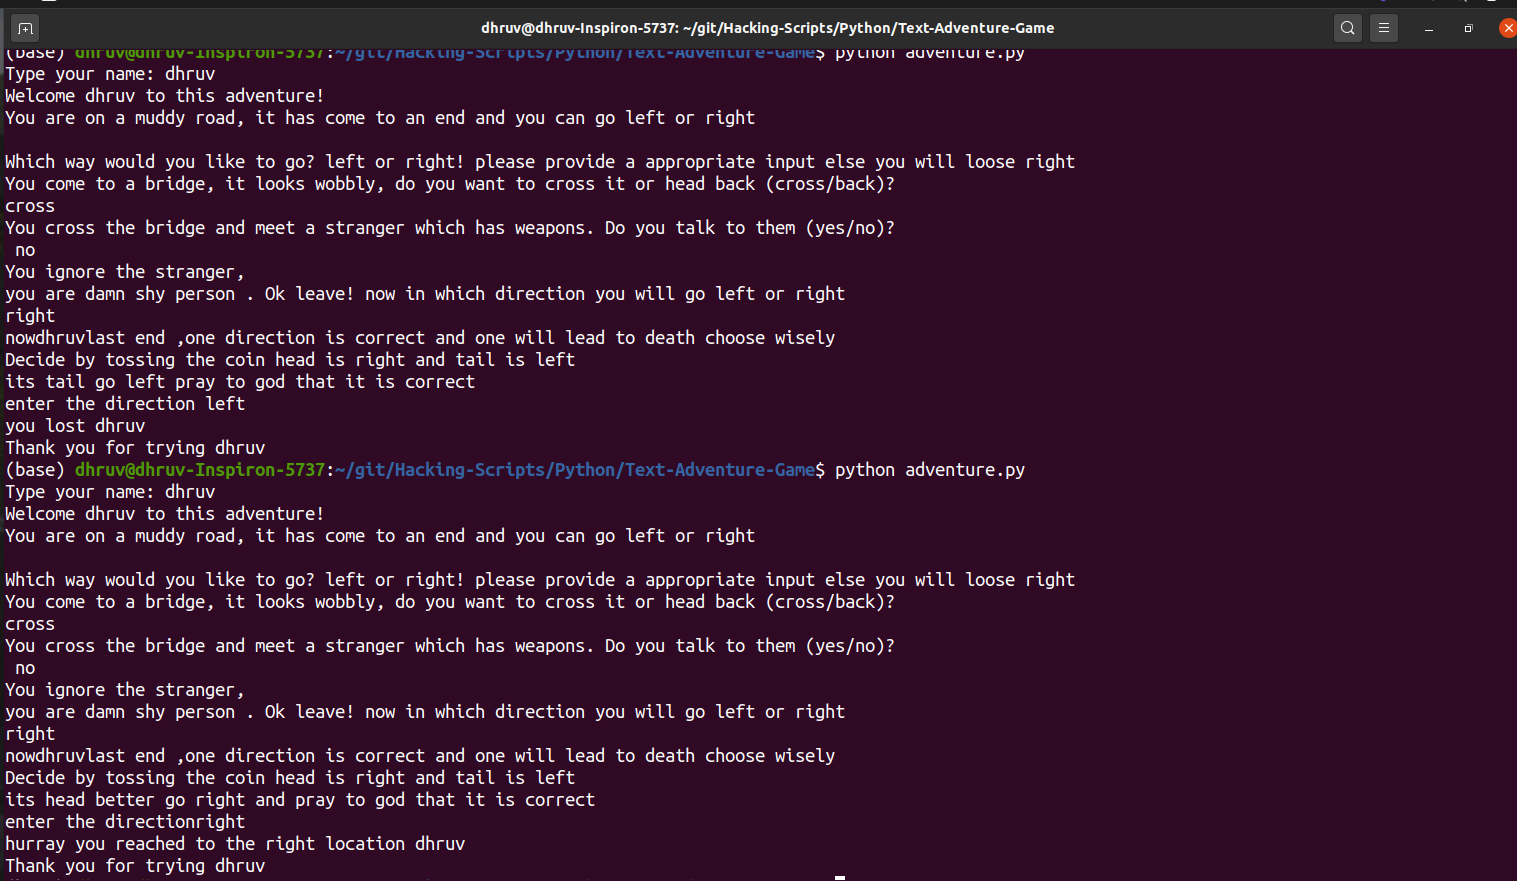 dhruv@dhruv-Inspiron-5737: ~/git/Hacking-Scripts/Python/Text-Adventure-Game
(base) dhruv@dhruv-Inspiron-5737:~/git/Hacking-Scripts/Python/Text-Adventure-Game$ python adventure.py
Type your name: dhruv
Welcome dhruv to this adventure!
You are on a muddy road, it has come to an end and you can go left or right
Which way would you like to go? left or right! please provide a appropriate input else you will loose right
You come to a bridge, it looks wobbly, do you want to cross it or head back (cross/back)?
cross
You cross the bridge and meet a stranger which has weapons. Do you talk to them (yes/no)?
no
You ignore the stranger,
you are damn shy person . Ok leave! now in which direction you will go left or right
right
nowdhruvlast end ,one direction is correct and one will lead to death choose wisely
Decide by tossing the coin head is right and tail is left
its tail go left pray to god that it is correct
enter the direction left
you lost dhruv
Thank you for trying dhruv
(base) dhruv@dhruv-Inspiron-5737:~/git/Hacking-Scripts/Python/Text-Adventure-Game$ python adventure.py
Type your name: dhruv
Welcome dhruv to this adventure!
You are on a muddy road, it has come to an end and you can go left or right
Which way would you like to go? left or right! please provide a appropriate input else you will loose right
You come to a bridge, it looks wobbly, do you want to cross it or head back (cross/back)?
cross
You cross the bridge and meet a stranger which has weapons. Do you talk to them (yes/no)?
no
You ignore the stranger,
you are damn shy person . Ok leave! now in which direction you will go left or right
right
nowdhruvlast end ,one direction is correct and one will lead to death choose wisely
Decide by tossing the coin head is right and tail is left
its head better go right and pray to god that it is correct
enter the directionright
hurray you reached to the right location dhruv
Thank you for trying dhruv